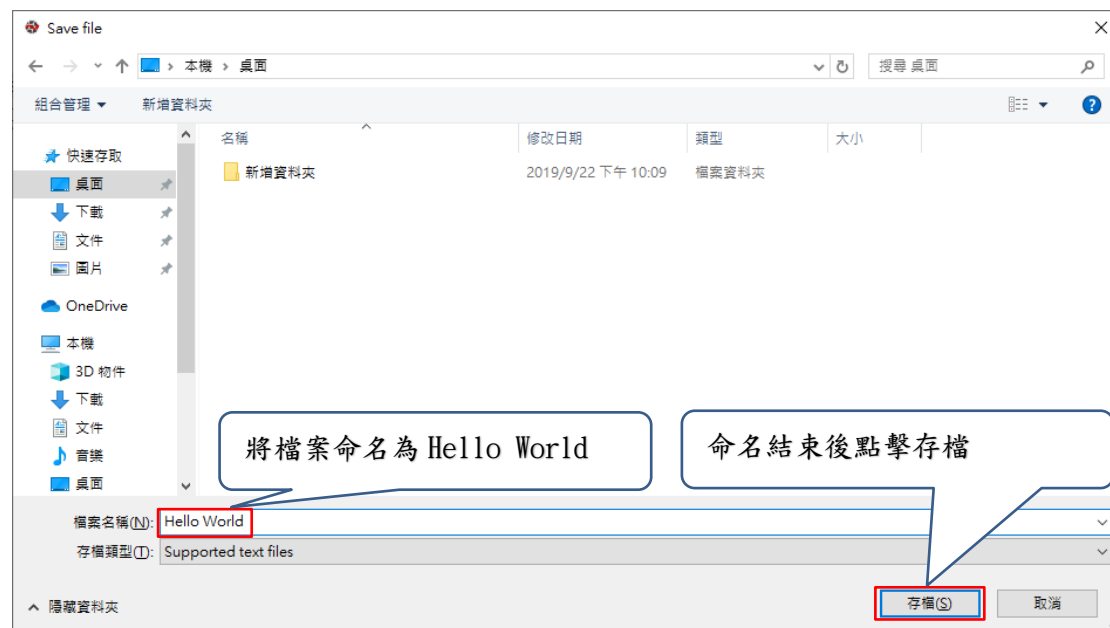 Save file
本機 › 桌面
搜尋 桌面
組合管理
新增資料夾
名稱 修改日期 類型 大小
快速存取
新增資料夾 2019/9/22 下午 10:09 檔案資料夾
桌面
下載
文件
圖片
OneDrive
本機
3D 物件
下載
文件
音樂
桌面
將檔案命名為 Hello World
命名結束後點擊存檔
檔案名稱(N): Hello World
存檔類型(T): Supported text files
隱藏資料夾
存檔(S)
取消